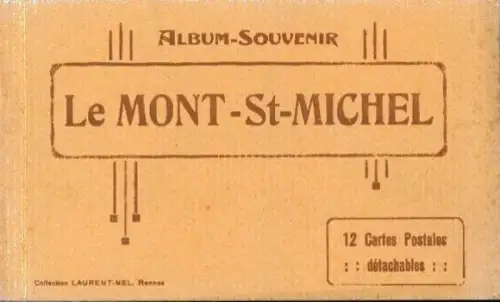 ALBUM-SOUVENIR
Le MONT-St-MICHEL
12 Cartes Postales
: : détachables : :
Collection LAURENT-NEL, Rennes